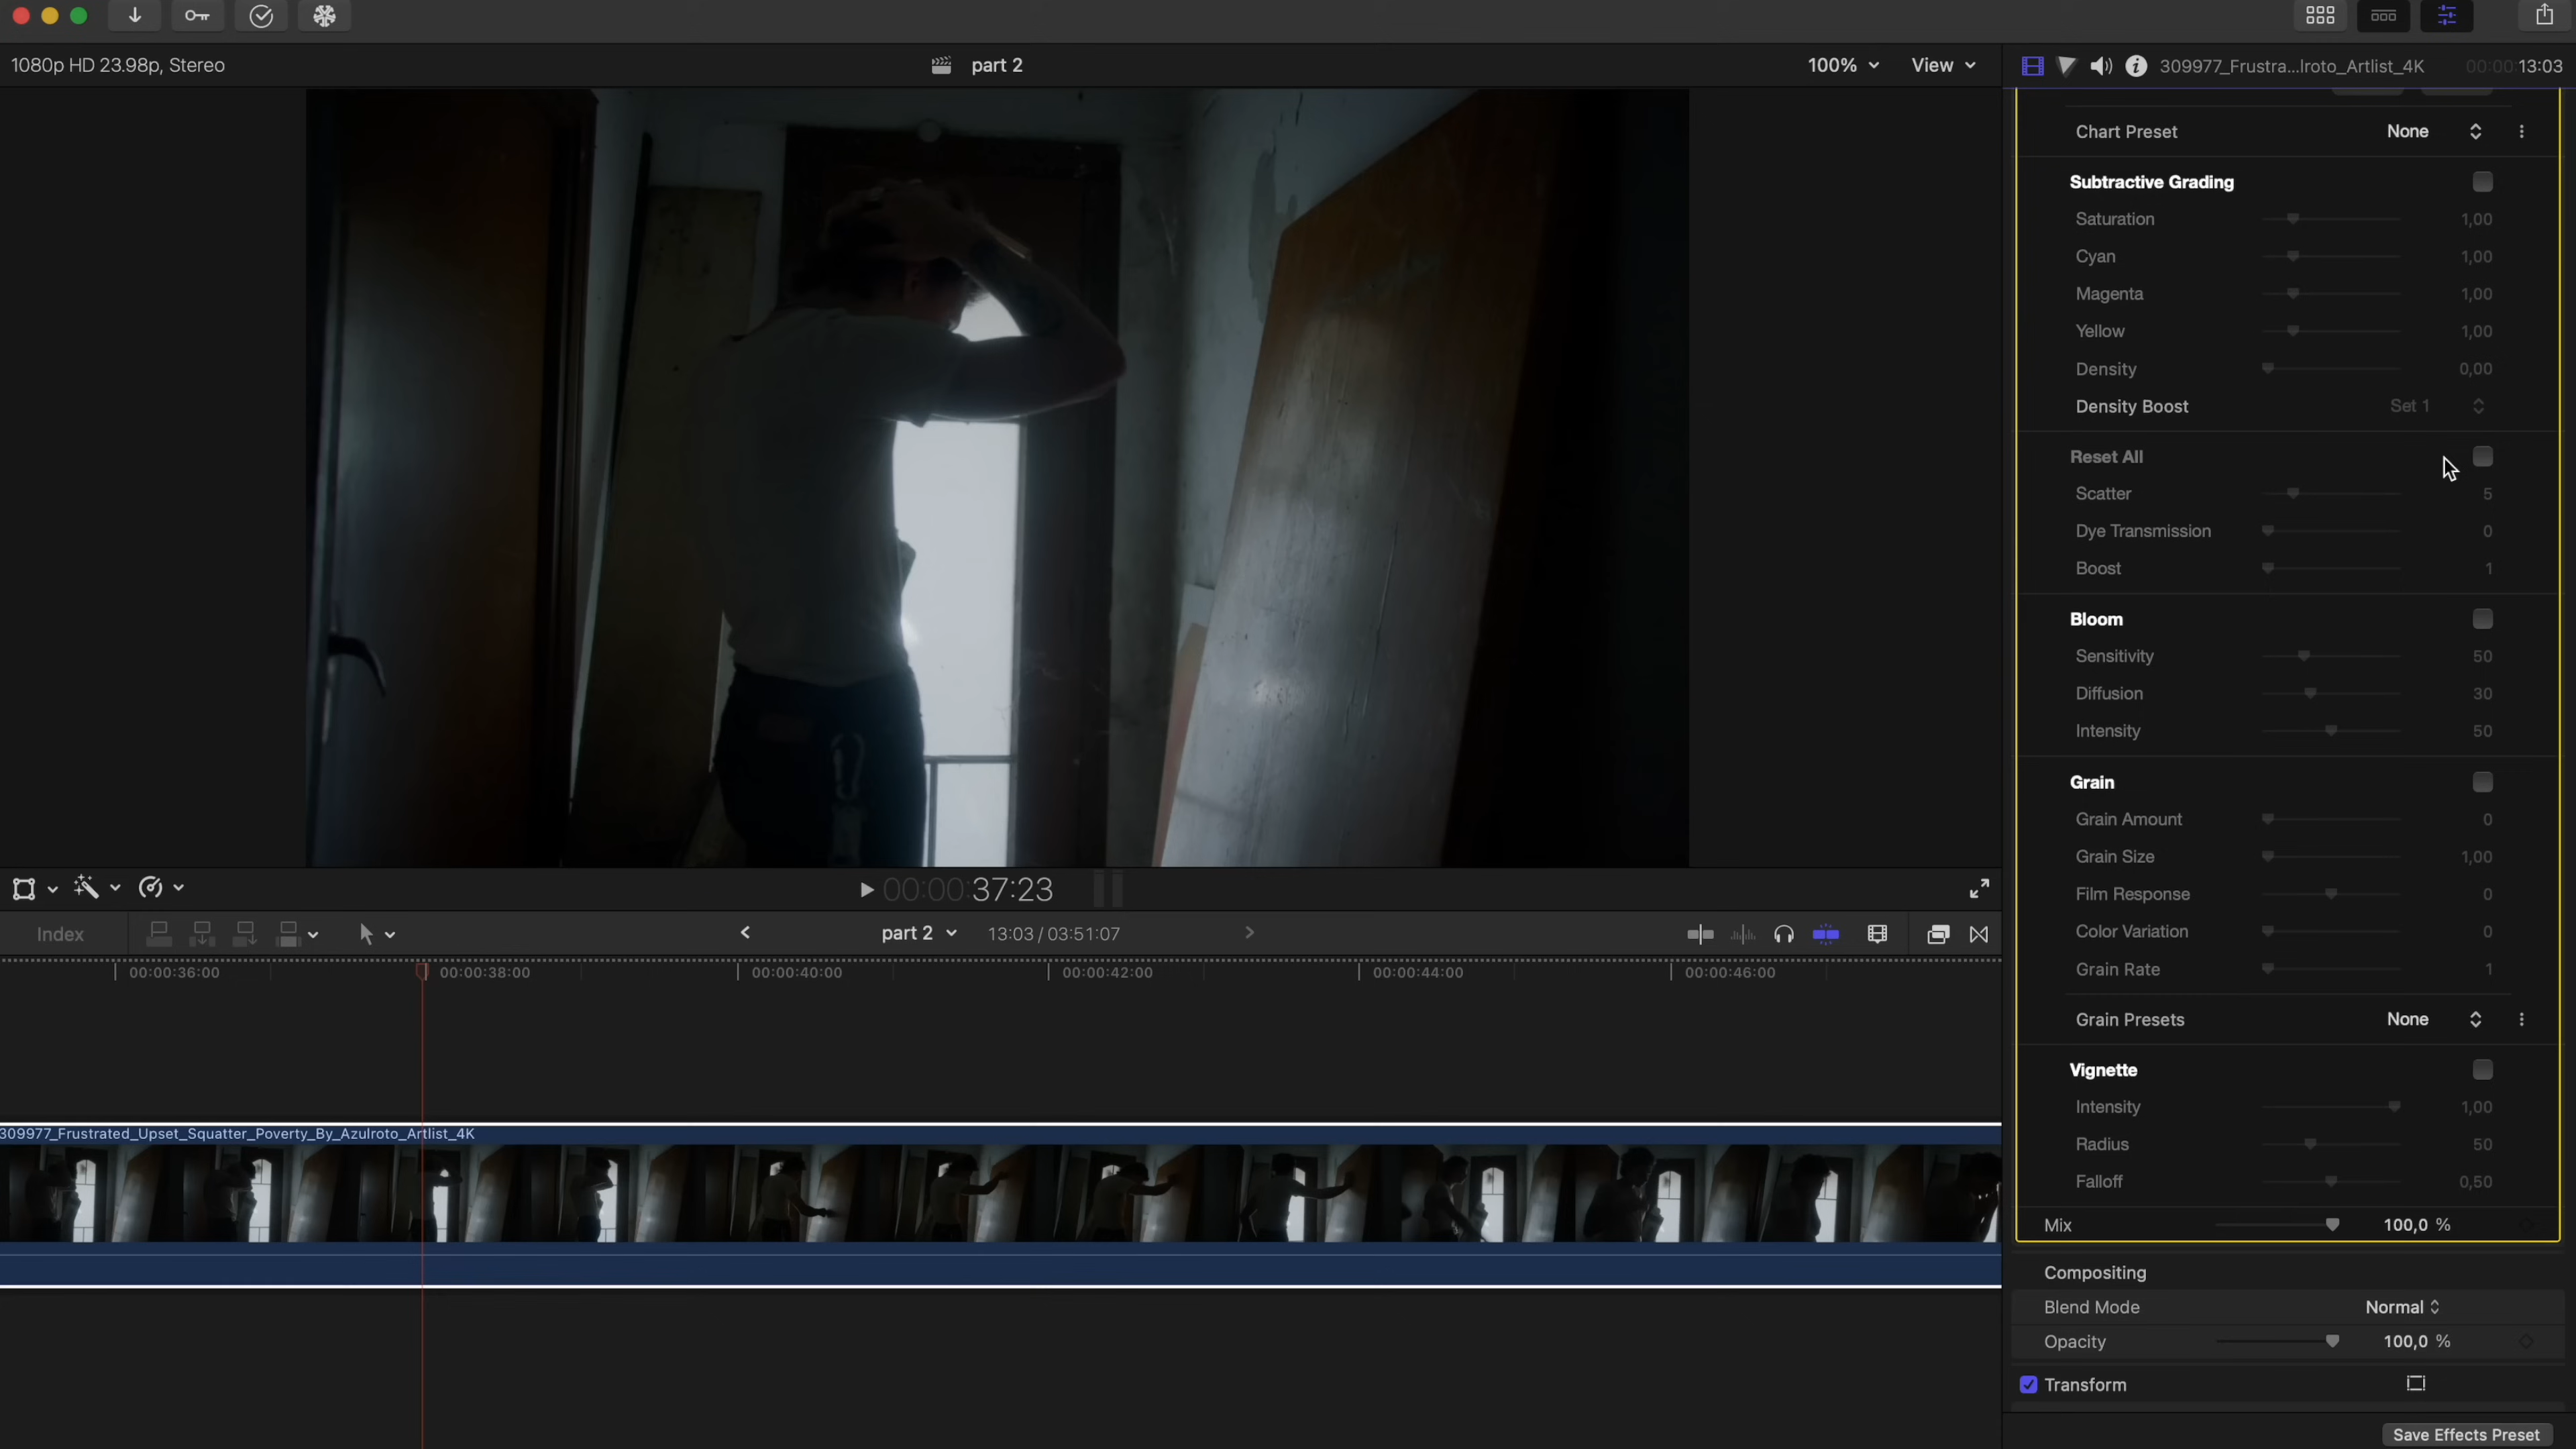 1080p HD 23.98p, Stereo
part 2
100%
View
309977_Frustra...lroto_Artlist_4K
00:00:13:03
Chart Preset
None
Subtractive Grading
Saturation
1,00
Cyan
1,00
Magenta
1,00
Yellow
1,00
Density
0,00
Density Boost
Set 1
Reset All
Scatter
5
Dye Transmission
0
Boost
1
Bloom
Sensitivity
50
Diffusion
30
Intensity
50
Grain
Grain Amount
0
Grain Size
1,00
Film Response
0
Color Variation
0
Grain Rate
1
Grain Presets
None
Vignette
Intensity
1,00
Radius
50
Falloff
0,50
Mix
100,0 %
Compositing
Blend Mode
Normal
Opacity
100,0 %
Transform
Save Effects Preset
00:00:37:23
Index
part 2
13:03 / 03:51:07
00:00:36:00
00:00:38:00
00:00:40:00
00:00:42:00
00:00:44:00
00:00:46:00
309977_Frustrated_Upset_Squatter_Poverty_By_Azulroto_Artlist_4K